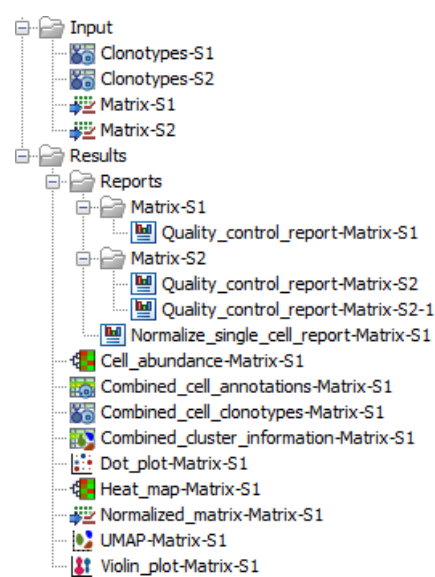 Input
Clonotypes-S1
Clonotypes-S2
Matrix-S1
Matrix-S2
Results
Reports
Matrix-S1
Quality_control_report-Matrix-S1
Matrix-S2
Quality_control_report-Matrix-S2
Quality_control_report-Matrix-S2-1
Normalize_single_cell_report-Matrix-S1
Cell_abundance-Matrix-S1
Combined_cell_annotations-Matrix-S1
Combined_cell_clonotypes-Matrix-S1
Combined_cluster_information-Matrix-S1
Dot_plot-Matrix-S1
Heat_map-Matrix-S1
Normalized_matrix-Matrix-S1
UMAP-Matrix-S1
Violin_plot-Matrix-S1